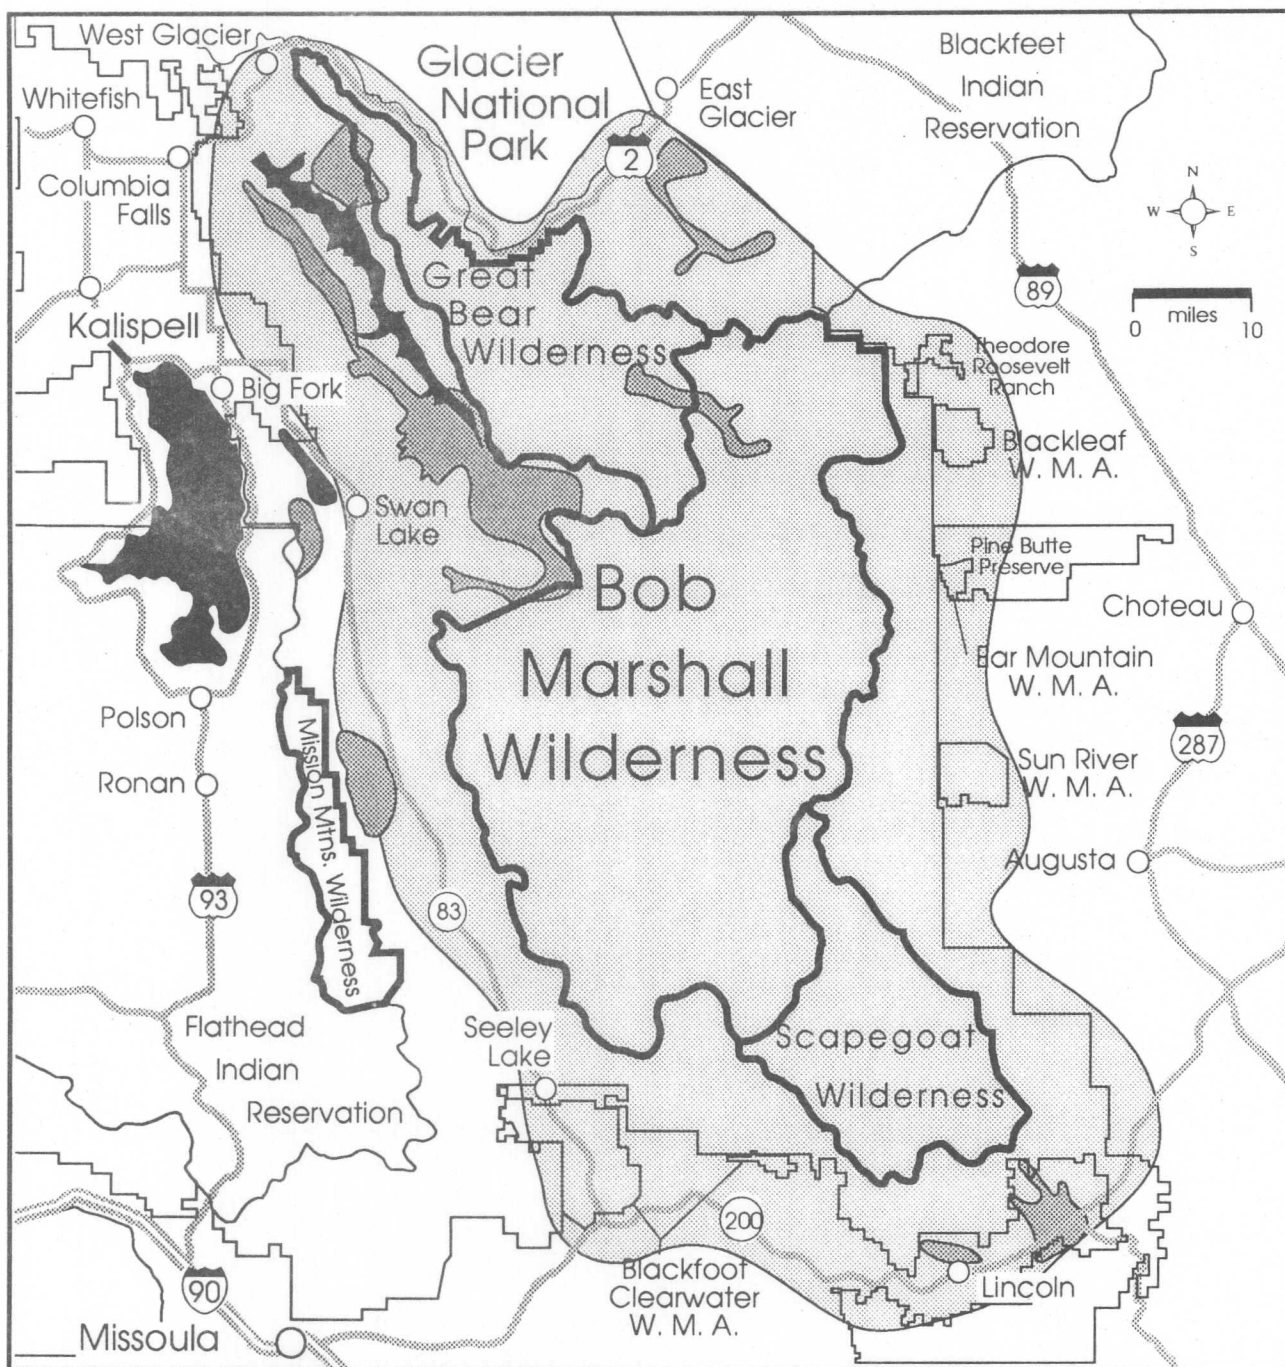 West Glacier
Glacier
National
Park
Blackfeet
Indian
Reservation
Whitefish
East
Glacier
2
Columbia
Falls
N
W E
S
Great
Bear
Wilderness
89
0 miles 10
Kalispell
Theodore
Roosevelt
Ranch
Big Fork
Blackleaf
W. M. A.
Swan
Lake
Pine Butte
Preserve
Bob
Marshall
Wilderness
Choteau
Ear Mountain
W. M. A.
Polson
287
Mission Mtns. Wilderness
Sun River
W. M. A.
Ronan
Augusta
93
83
Flathead
Indian
Reservation
Seeley
Lake
Scapegoat
Wilderness
200
90
Blackfoot
Clearwater
W. M. A.
Lincoln
Missoula